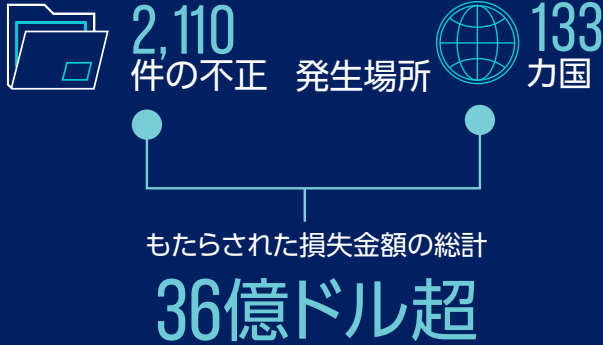 2,110
件の不正
発生場所
133
カ国
もたらされた損失金額の総計
36億ドル超